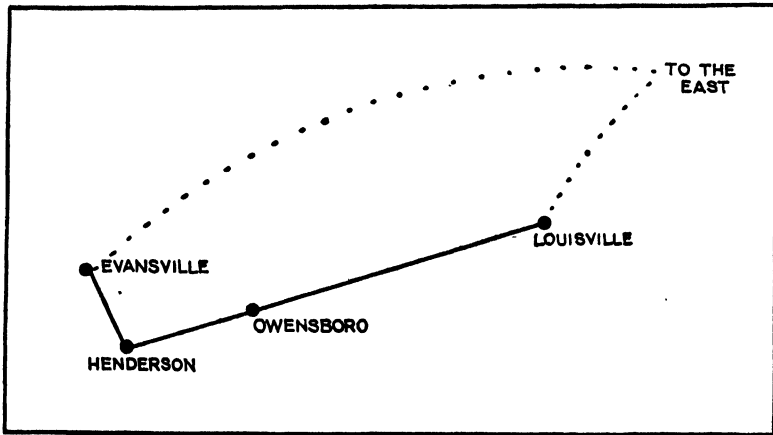 TO THE
EAST
LOUISVILLE
EVANSVILLE
OWENSBORO
HENDERSON